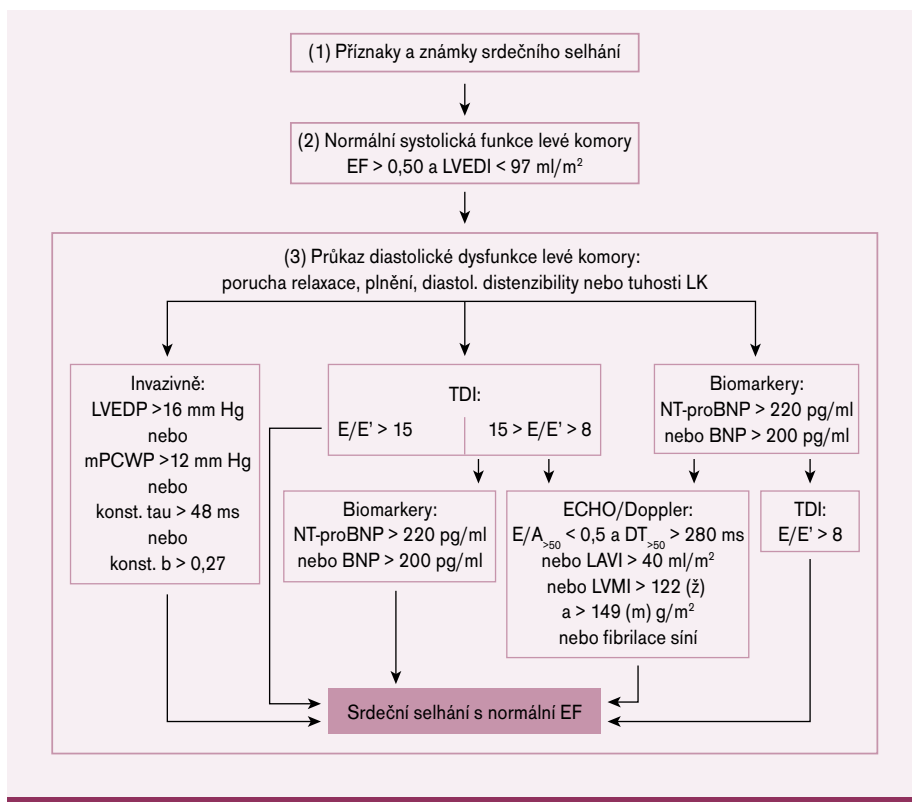 (1) Příznaky a známky srdečního selhání
(2) Normální systolická funkce levé komory
EF > 0,50 a LVEDI < 97 ml/m²
(3) Průkaz diastolické dysfunkce levé komory:
porucha relaxace, plnění, diastol. distenzibility nebo tuhosti LK
Invazivně:
LVEDP >16 mm Hg
nebo
mPCWP >12 mm Hg
nebo
konst. tau > 48 ms
nebo
konst. b > 0,27
TDI:
E/E’ > 15
15 > E/E’ > 8
Biomarkery:
NT-proBNP > 220 pg/ml
nebo BNP > 200 pg/ml
Biomarkery:
NT-proBNP > 220 pg/ml
nebo BNP > 200 pg/ml
ECHO/Doppler:
E/A>50 < 0,5 a DT>50 > 280 ms
nebo LAVI > 40 ml/m²
nebo LVMI > 122 (ž)
a > 149 (m) g/m²
nebo fibrilace síní
TDI:
E/E’ > 8
Srdeční selhání s normální EF